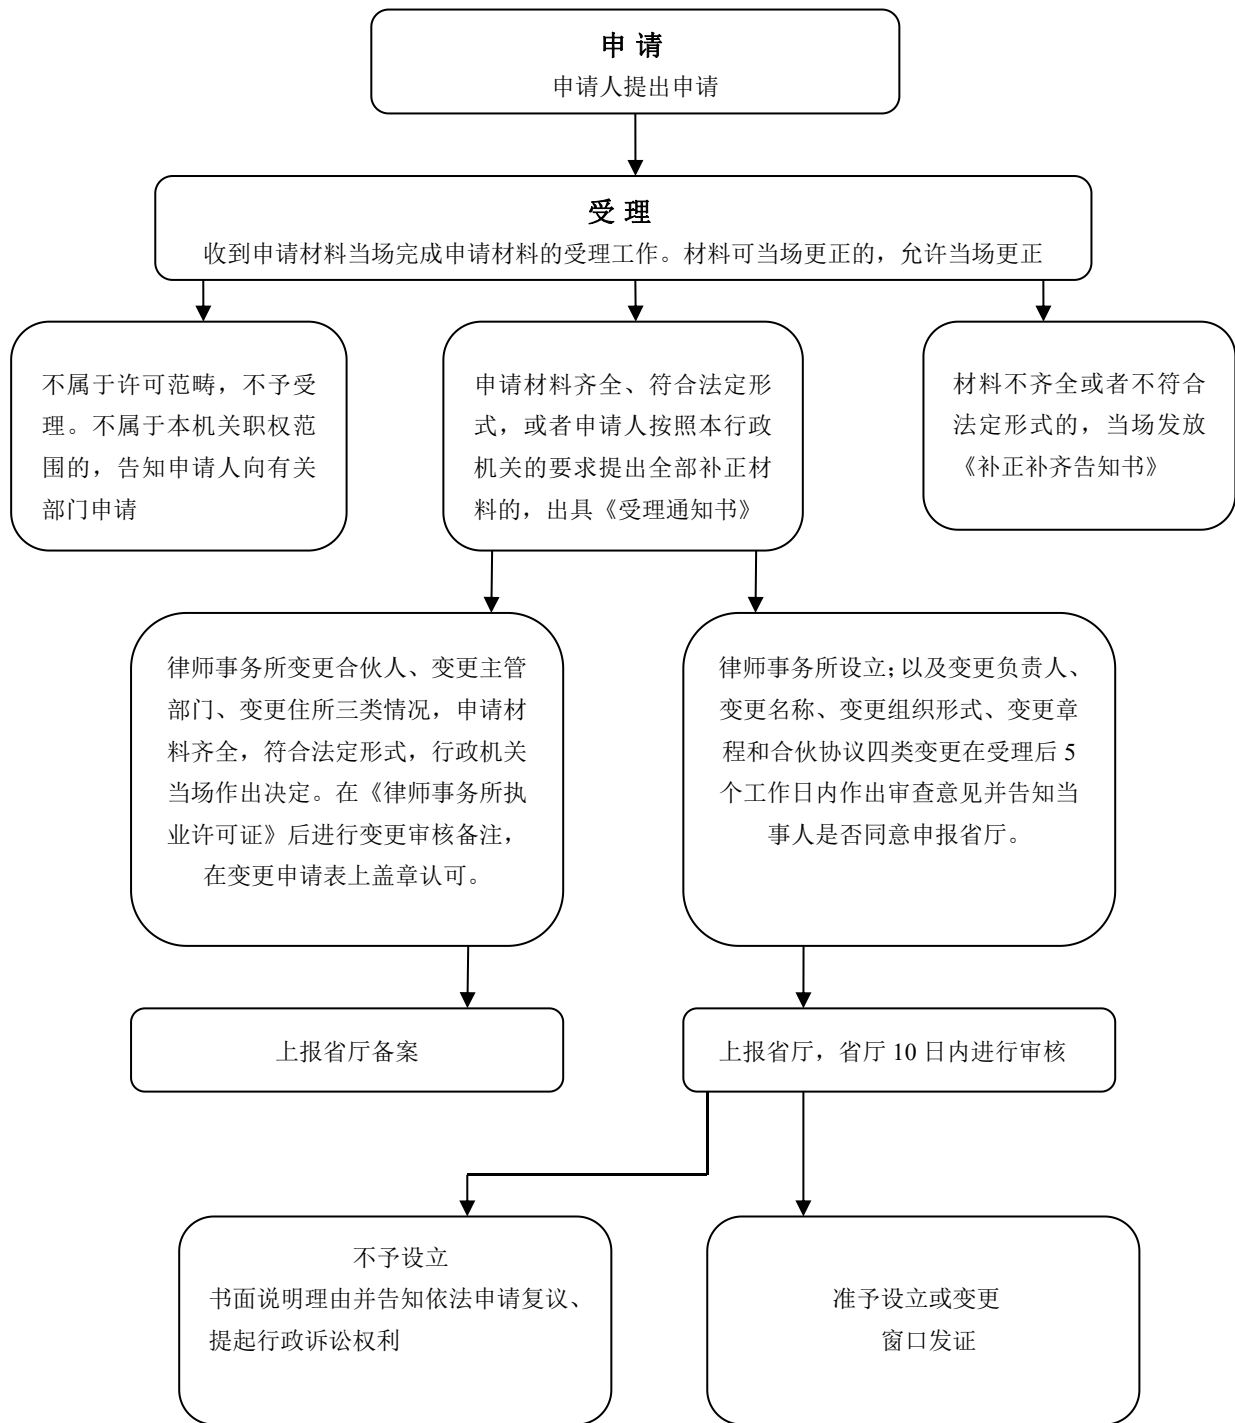 申 请
申请人提出申请
受 理
收到申请材料当场完成申请材料的受理工作。材料可当场更正的，允许当场更正
不属于许可范畴，不予受
理。不属于本机关职权范
围的，告知申请人向有关
部门申请
申请材料齐全、符合法定形
式，或者申请人按照本行政
机关的要求提出全部补正材
料的，出具《受理通知书》
材料不齐全或者不符合
法定形式的，当场发放
《补正补齐告知书》
律师事务所变更合伙人、变更主管
部门、变更住所三类情况，申请材
料齐全，符合法定形式，行政机关
当场作出决定。在《律师事务所执
业许可证》后进行变更审核备注，
在变更申请表上盖章认可。
律师事务所设立；以及变更负责人、
变更名称、变更组织形式、变更章
程和合伙协议四类变更在受理后 5
个工作日内作出审查意见并告知当
事人是否同意申报省厅。
上报省厅备案
上报省厅，省厅 10 日内进行审核
不予设立
书面说明理由并告知依法申请复议、
提起行政诉讼权利
准予设立或变更
窗口发证